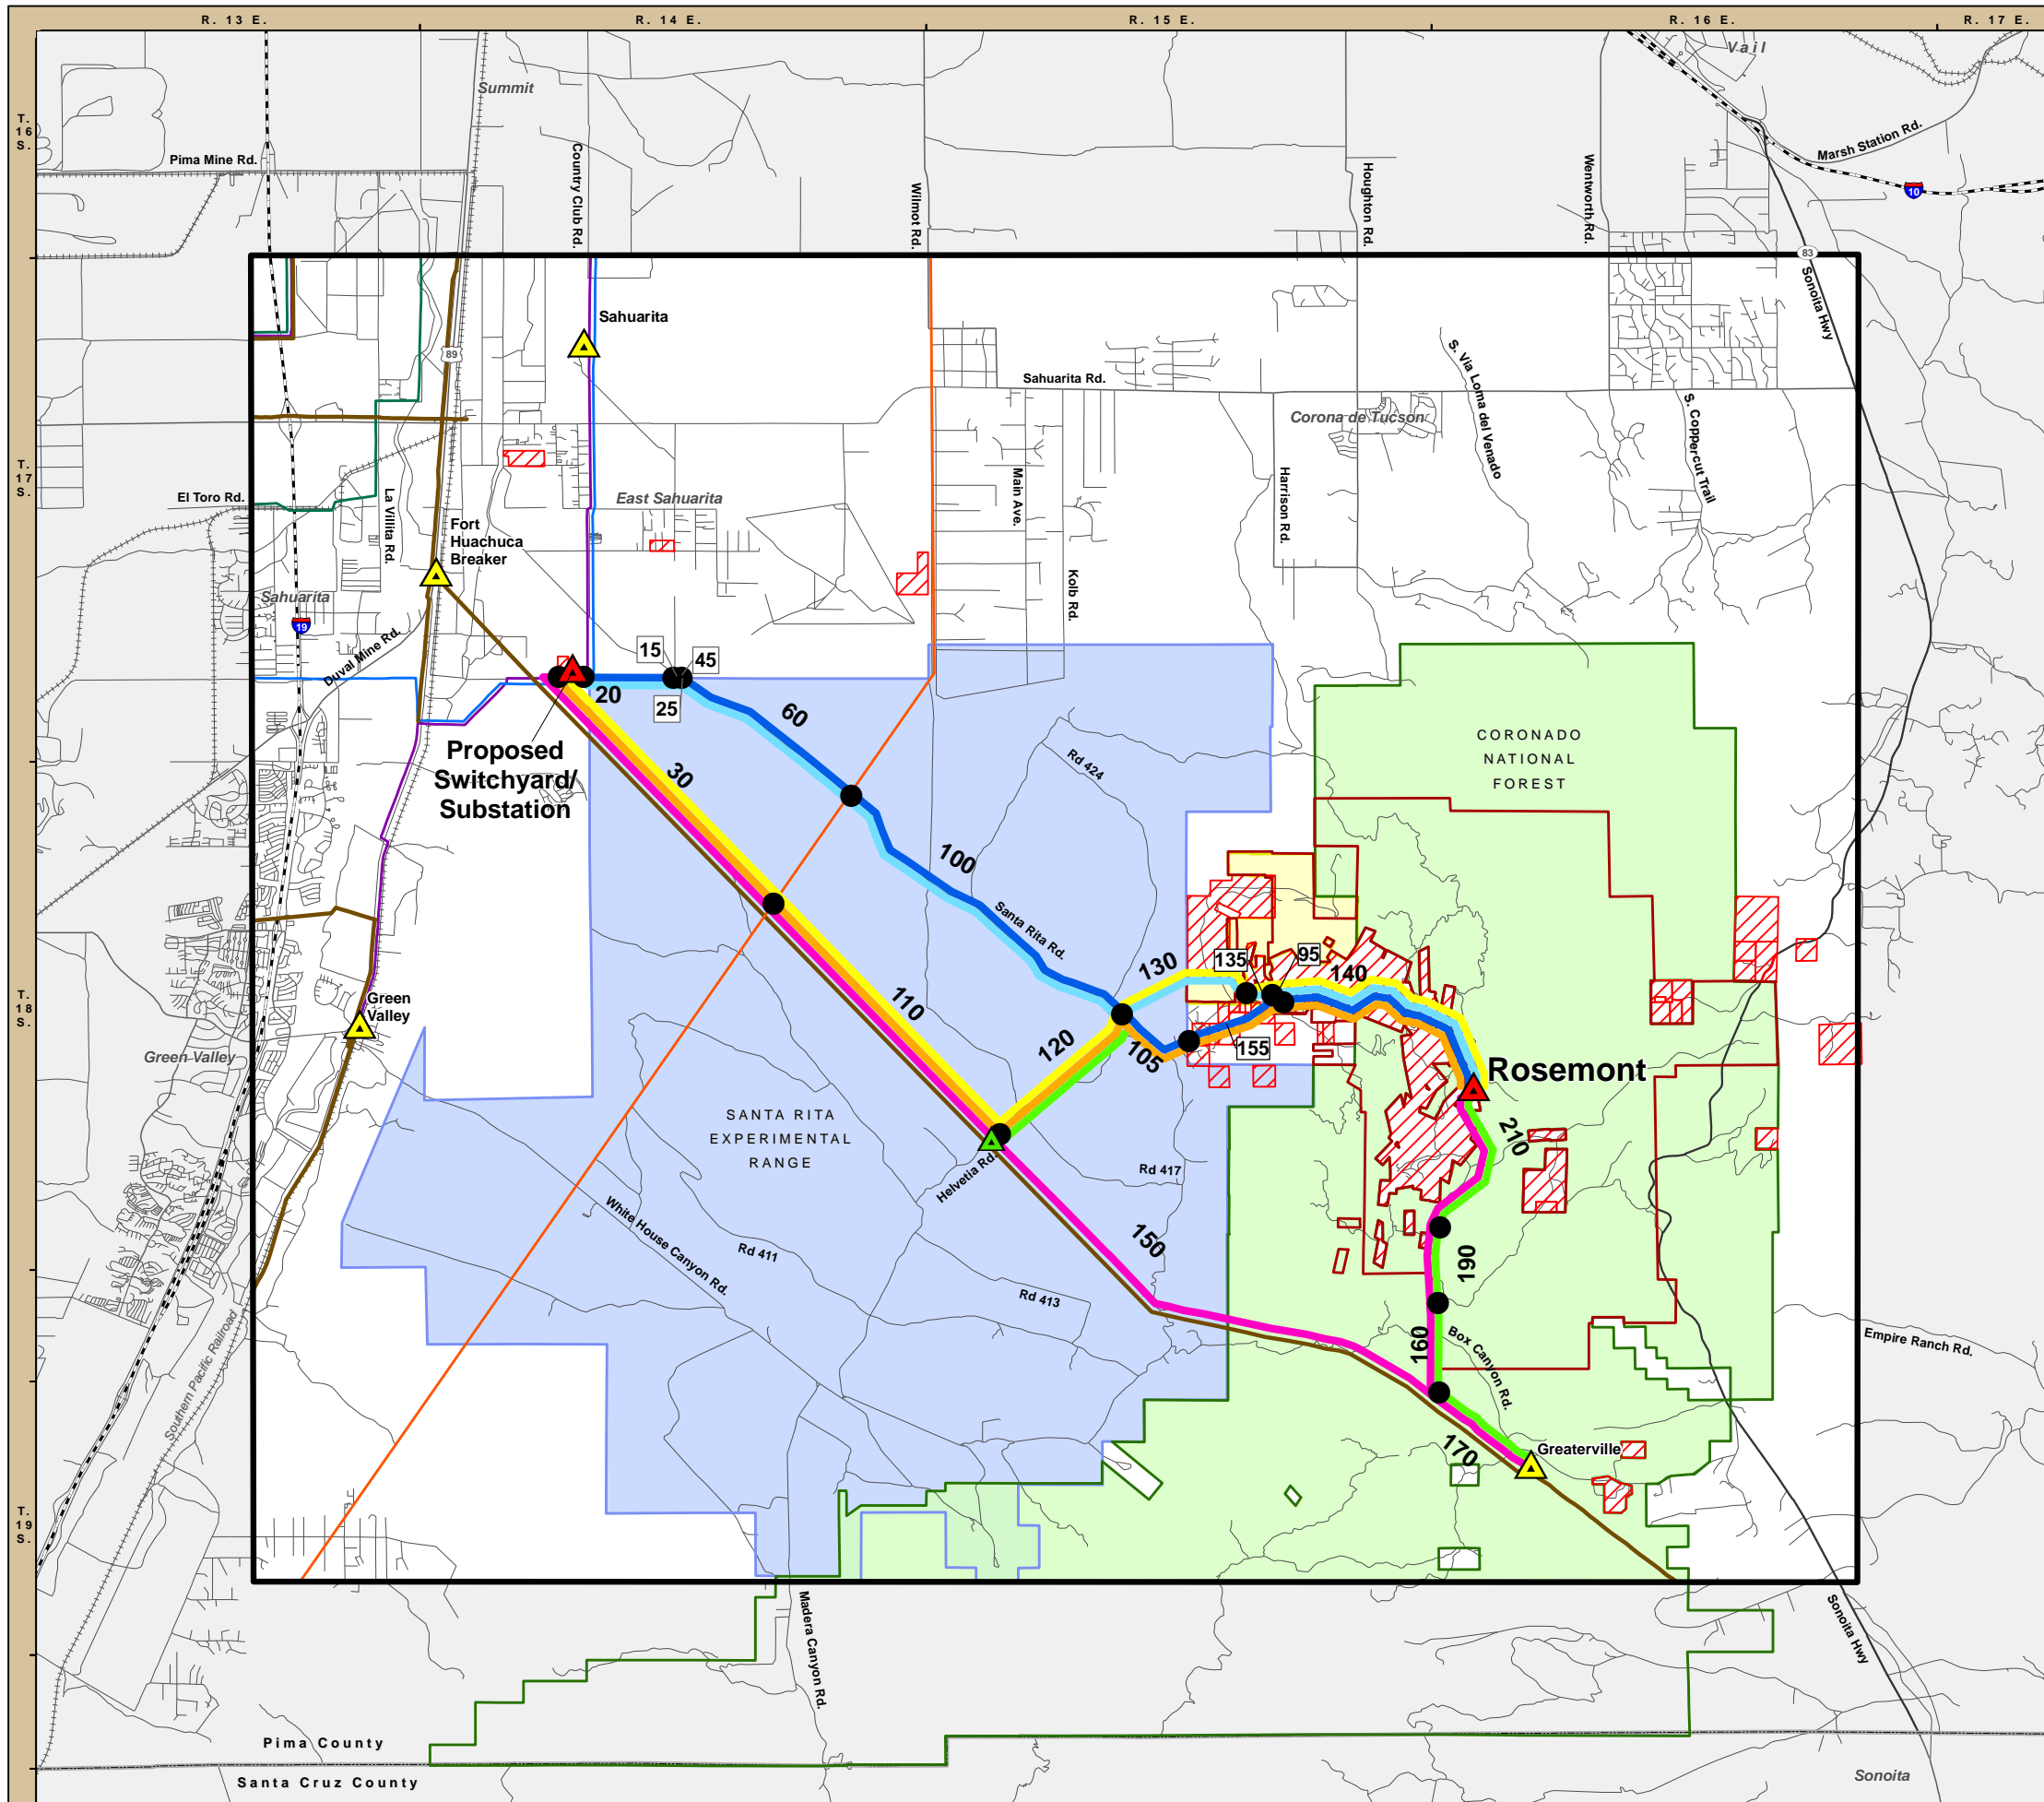 R. 13 E.
R. 14 E.
R. 15 E.
R. 16 E.
R. 17 E.
T.
16
S.
T.
17
S.
T.
18
S.
T.
19
S.
Vail
Summit
Pima Mine Rd.
Country Club Rd.
Wilmot Rd.
Houghton Rd.
Wentworth Rd.
Marsh Station Rd.
10
83
Sonoita Hwy
Sahuarita
89
Sahuarita Rd.
S. Via Loma del Venado
Corona de Tucson
S. Coppercut Trail
El Toro Rd.
La Villita Rd.
East Sahuarita
Main Ave.
Harrison Rd.
Fort
Huachuca
Breaker
Kolb Rd.
Sahuarita
19
Duval Mine Rd.
15
45
20
25
60
Proposed
Switchyard/
Substation
30
Rd 424
CORONADO
NATIONAL
FOREST
100
Santa Rita Rd.
130
135
95
140
Green
Valley
Green Valley
110
120
105
155
Rosemont
SANTA RITA
EXPERIMENTAL
RANGE
Helvetia Rd.
Rd 417
210
White House Canyon Rd.
Rd 411
150
190
Rd 413
160
Box Canyon Rd.
Empire Ranch Rd.
Southern Pacific Railroad
170
Greaterville
Madera Canyon Rd.
Sonoita Hwy
Pima County
Santa Cruz County
Sonoita